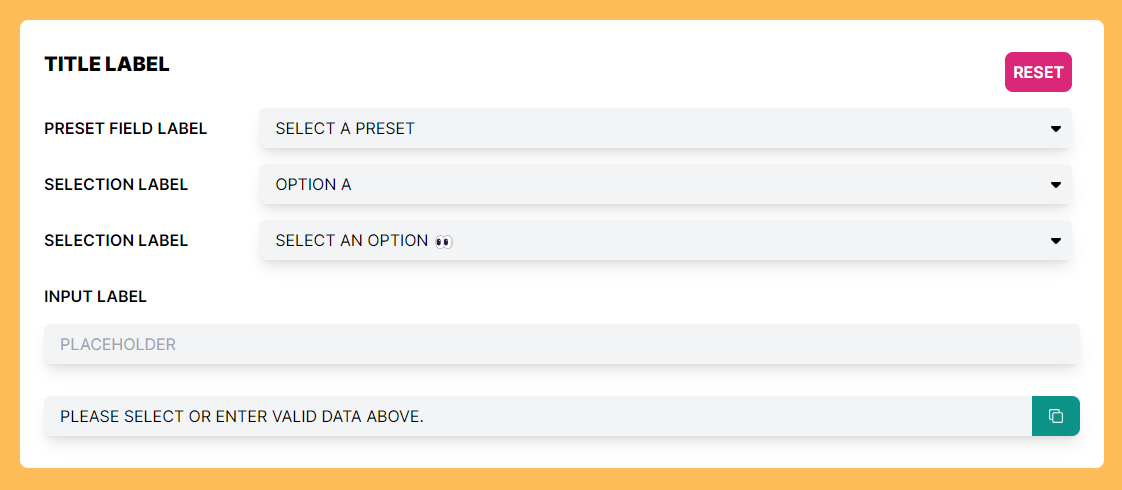 TITLE LABEL
RESET
PRESET FIELD LABEL
SELECT A PRESET
SELECTION LABEL
OPTION A
SELECTION LABEL
SELECT AN OPTION 👀
INPUT LABEL
PLACEHOLDER
PLEASE SELECT OR ENTER VALID DATA ABOVE.